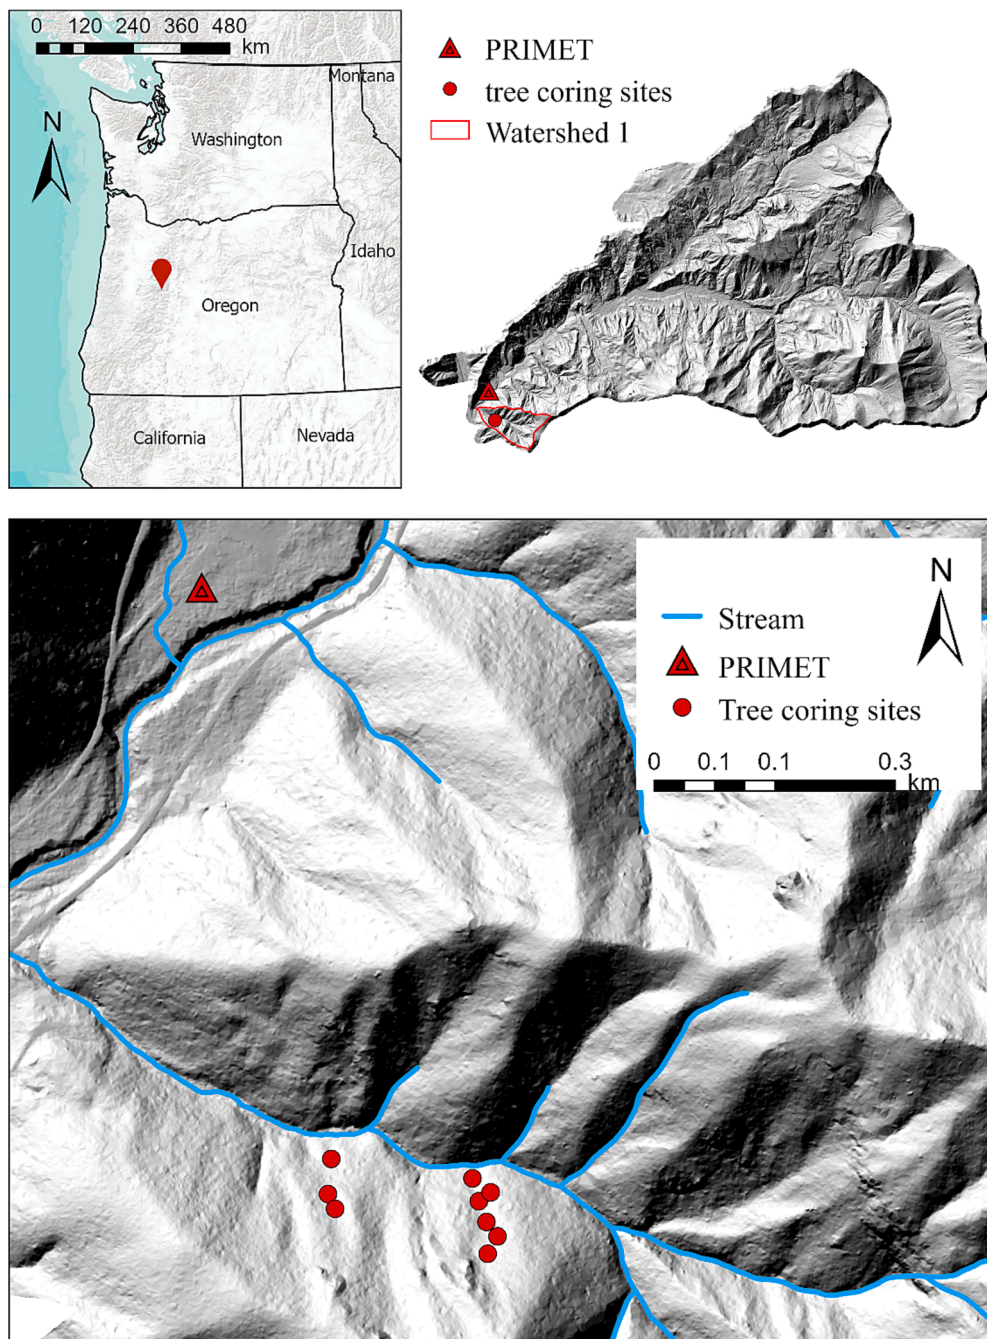 0 120 240 360 480
km
N
Montana
Washington
Idaho
Oregon
California
Nevada
PRIMET
tree coring sites
Watershed 1
N
Stream
PRIMET
Tree coring sites
0 0.1 0.1 0.3
km